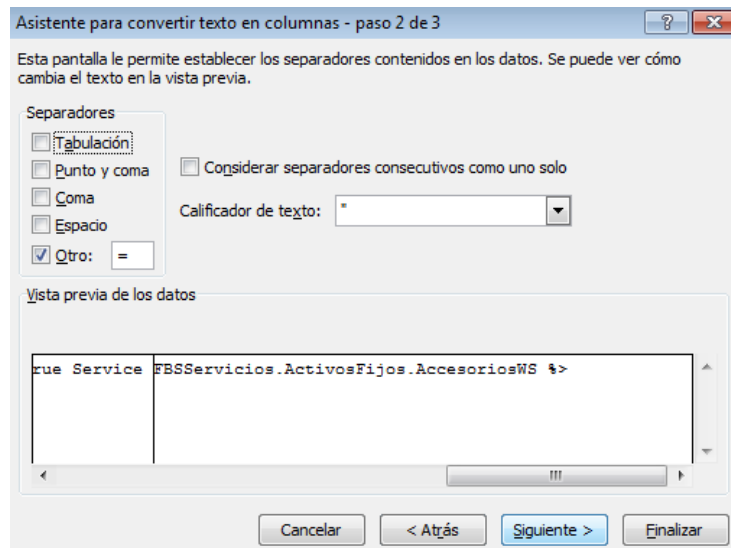 Asistente para convertir texto en columnas - paso 2 de 3
Esta pantalla le permite establecer los separadores contenidos en los datos. Se puede ver cómo
cambia el texto en la vista previa.
Separadores
Tabulación
Punto y coma
Coma
Espacio
Otro: =
Considerar separadores consecutivos como uno solo
Calificador de texto: "
Vista previa de los datos
rue Service FBSServicios.ActivosFijos.AccesoriosWS %>
Cancelar < Atrás Siguiente > Finalizar